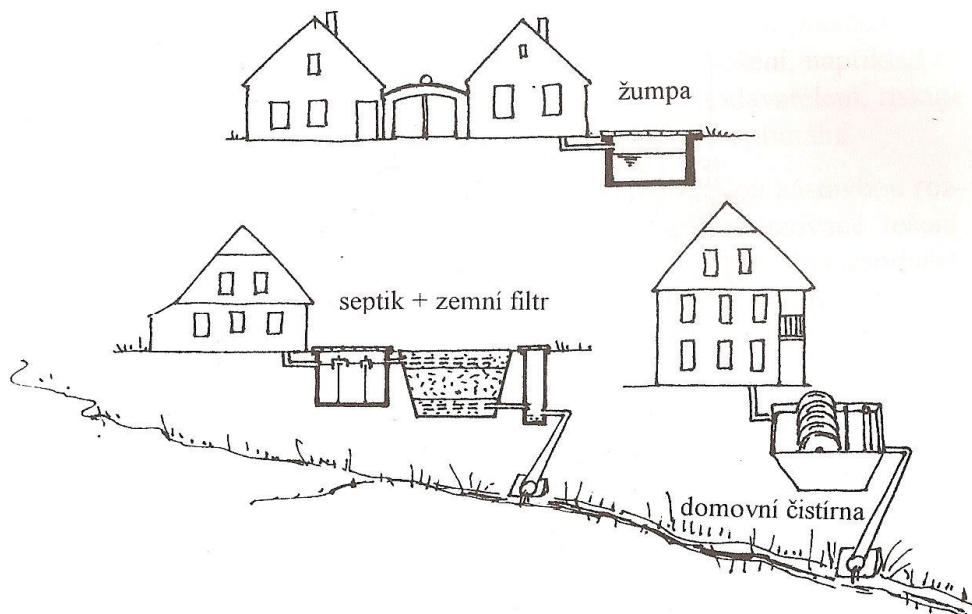 žumpa
septik + zemní filtr
domovní čistírna